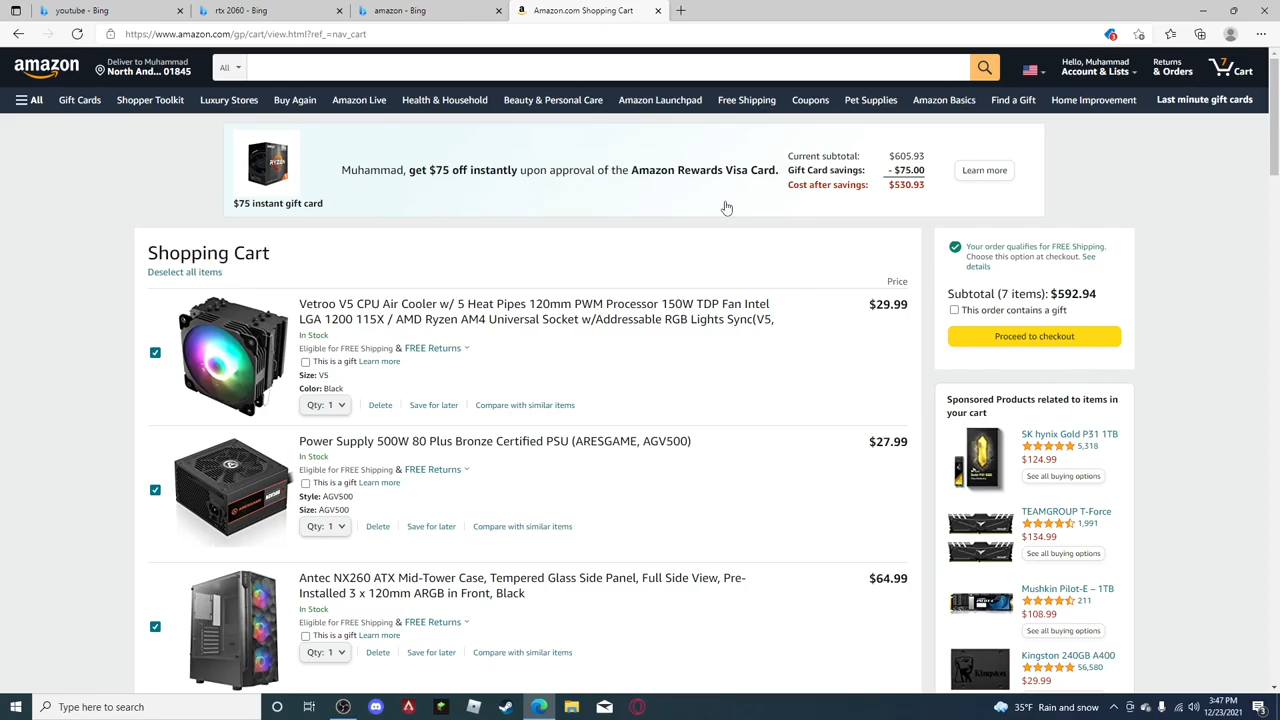 youtube - Bing
rtx 2060 - Bing
amazon - Bing
Amazon.com Shopping Cart
https://www.amazon.com/gp/cart/view.html?ref_=nav_cart
3
amazon
Deliver to Muhammad
North And... 01845
All
Hello, Muhammad
Account & Lists
Returns
& Orders
7
Cart
All
Gift Cards
Shopper Toolkit
Luxury Stores
Buy Again
Amazon Live
Health & Household
Beauty & Personal Care
Amazon Launchpad
Free Shipping
Coupons
Pet Supplies
Amazon Basics
Find a Gift
Home Improvement
Last minute gift cards
RYZEN
$75 instant gift card
Muhammad, get $75 off instantly upon approval of the Amazon Rewards Visa Card.
Current subtotal: $605.93
Gift Card savings: - $75.00
Cost after savings: $530.93
Learn more
Shopping Cart
Deselect all items
Price
Vetroo V5 CPU Air Cooler w/ 5 Heat Pipes 120mm PWM Processor 150W TDP Fan Intel
LGA 1200 115X / AMD Ryzen AM4 Universal Socket w/Addressable RGB Lights Sync(V5,
$29.99
In Stock
Eligible for FREE Shipping & FREE Returns
This is a gift Learn more
Size: V5
Color: Black
Qty: 1
Delete
Save for later
Compare with similar items
Power Supply 500W 80 Plus Bronze Certified PSU (ARESGAME, AGV500)
$27.99
In Stock
Eligible for FREE Shipping & FREE Returns
This is a gift Learn more
Style: AGV500
Size: AGV500
Qty: 1
Delete
Save for later
Compare with similar items
Antec NX260 ATX Mid-Tower Case, Tempered Glass Side Panel, Full Side View, Pre-
Installed 3 x 120mm ARGB in Front, Black
$64.99
In Stock
Eligible for FREE Shipping & FREE Returns
This is a gift Learn more
Qty: 1
Delete
Save for later
Compare with similar items
Your order qualifies for FREE Shipping.
Choose this option at checkout. See
details
Subtotal (7 items): $592.94
This order contains a gift
Proceed to checkout
Sponsored Products related to items in
your cart
SK hynix Gold P31 1TB
5,318
$124.99
See all buying options
TEAMGROUP T-Force
1,991
$134.99
See all buying options
Mushkin Pilot-E – 1TB
211
$108.99
See all buying options
Kingston 240GB A400
56,580
$29.99
Kingston
Type here to search
35°F Rain and snow
3:47 PM
12/23/2021
3